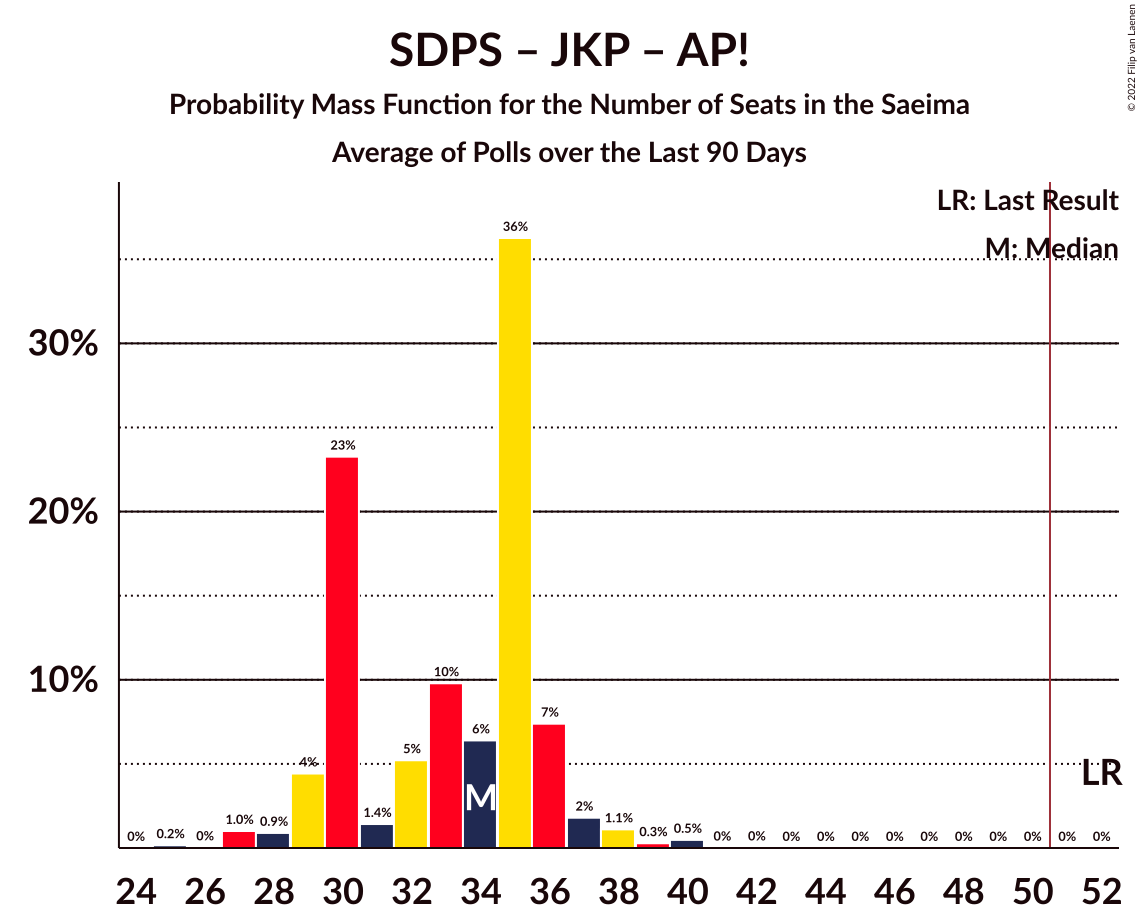 SDPS – JKP – AP!
Probability Mass Function for the Number of Seats in the Saeima
Average of Polls over the Last 90 Days
© 2022 Filip van Laenen
LR: Last Result
M: Median
30%
20%
10%
0% 0.2% 0% 1.0% 0.9% 4% 23% 1.4% 5% 10% 6% 36% 7% 2% 1.1% 0.3% 0.5% 0% 0% 0% 0% 0% 0% 0% 0% 0% 0% 0% 0%
M
LR
24 26 28 30 32 34 36 38 40 42 44 46 48 50 52